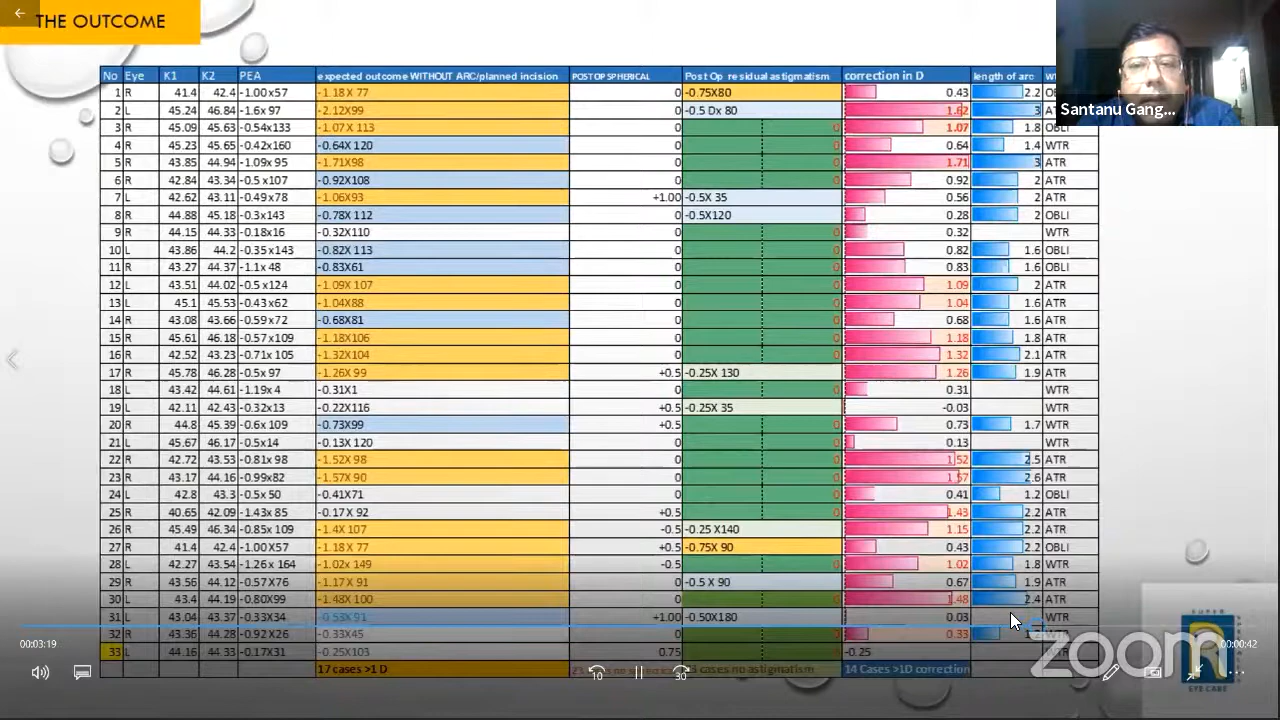 THE OUTCOME
Santanu Gang...
No Eye K1 K2 PEA expected outcome WITHOUT ARC/planned incision POST OP SPHERICAL Post Op residual astigmatism correction in D length of arc
1 R 41.4 42.4 -1.00x57 -1.18 X 77 0 -0.75X80 0.43 2.2
2 L 45.24 46.84 -1.6x 97 -2.12X99 0 -0.5 Dx 80 1.62 3
3 R 45.09 45.63 -0.54x133 -1.07 X 113 0 0 1.07 1.8 OBLI
4 R 45.23 45.65 -0.42x160 -0.64X 120 0 0 0.64 1.4 WTR
5 R 43.85 44.94 -1.09x 95 -1.71X98 0 0 1.71 3 ATR
6 R 42.84 43.34 -0.5 x107 -0.92X108 0 0 0.92 2 ATR
7 L 42.62 43.11 -0.49x78 -1.06X93 +1.00 -0.5X 35 0.56 2 ATR
8 R 44.88 45.18 -0.3x143 -0.78X 112 0 -0.5X120 0.28 2 OBLI
9 R 44.15 44.33 -0.18x16 -0.32X110 0 0 0.32 WTR
10 L 43.86 44.2 -0.35x143 -0.82X 113 0 0 0.82 1.6 OBLI
11 R 43.27 44.37 -1.1x 48 -0.83X61 0 0 0.83 1.6 OBLI
12 L 43.51 44.02 -0.5 x124 -1.09X 107 0 0 1.09 2 ATR
13 L 45.1 45.53 -0.43 x62 -1.04X88 0 0 1.04 1.6 ATR
14 R 43.08 43.66 -0.59x72 -0.68X81 0 0 0.68 1.6 ATR
15 R 45.61 46.18 -0.57x109 -1.18X106 0 0 1.18 1.8 ATR
16 R 42.52 43.23 -0.71x 105 -1.32X104 0 0 1.32 2.1 ATR
17 R 45.78 46.28 -0.5x 97 -1.26X 99 +0.5 -0.25X 130 1.26 1.9 ATR
18 L 43.42 44.61 -1.19x 4 -0.31X1 0 0 0.31 WTR
19 L 42.11 42.43 -0.32x13 -0.22X116 +0.5 -0.25X 35 -0.03 WTR
20 R 44.8 45.39 -0.6x 109 -0.73X99 +0.5 0 0.73 1.7 WTR
21 L 45.67 46.17 -0.5x14 -0.13X 120 0 0 0.13 WTR
22 R 42.72 43.53 -0.81x 98 -1.52X 98 0 0 1.52 2.5 ATR
23 R 43.17 44.16 -0.99x82 -1.57X 90 0 0 1.57 2.6 ATR
24 L 42.8 43.3 -0.5x 50 -0.41X71 0 0 0.41 1.2 OBLI
25 R 40.65 42.09 -1.43x 85 -0.17 X 92 +0.5 0 1.43 2.2 ATR
26 R 45.49 46.34 -0.85x 109 -1.4X 107 -0.5 -0.25 X140 1.15 2.2 ATR
27 R 41.4 42.4 -1.00X57 -1.18 X 77 +0.5 -0.75X 90 0.43 2.2 OBLI
28 L 42.27 43.54 -1.26x 164 -1.02x 149 -0.5 0 1.02 1.8 WTR
29 R 43.56 44.12 -0.57X76 -1.17X 91 0 -0.5 X 90 0.67 1.9 ATR
30 L 43.4 44.19 -0.80X99 -1.48X 100 0 0 1.48 2.4 ATR
31 L 43.04 43.37 -0.33X34 -0.53X 91 +1.00 -0.50X180 0.03 WTR
32 R 43.36 44.28 -0.92X26 -0.33X45 0 0 0.33
33 L 44.16 44.33 -0.17X31 -0.25X103 0.75 -0.25
17 cases >1 D cases no astigmatism 14 Cases >1D correction
00:03:19
00:00:42
10
30
zoom
SUPER
EYE CARE